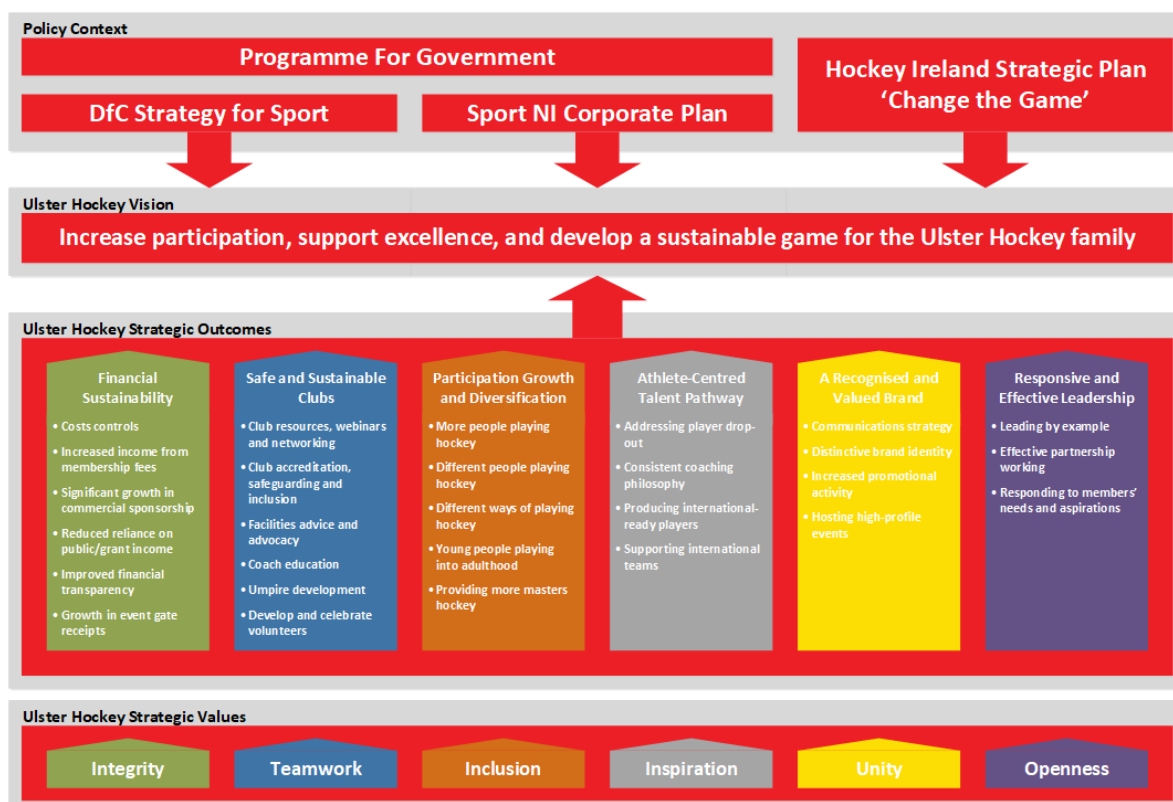 Policy Context
Programme For Government
Hockey Ireland Strategic Plan
‘Change the Game’
DfC Strategy for Sport
Sport NI Corporate Plan
Ulster Hockey Vision
Increase participation, support excellence, and develop a sustainable game for the Ulster Hockey family
Ulster Hockey Strategic Outcomes
Financial
Sustainability
• Costs controls
• Increased income from
membership fees
• Significant growth in
commercial sponsorship
• Reduced reliance on
public/grant income
• Improved financial
transparency
• Growth in event gate
receipts
Safe and Sustainable
Clubs
• Club resources, webinars
and networking
• Club accreditation,
safeguarding and
inclusion
• Facilities advice and
advocacy
• Coach education
• Umpire development
• Develop and celebrate
volunteers
Participation Growth
and Diversification
• More people playing
hockey
• Different people playing
hockey
• Different ways of playing
hockey
• Young people playing
into adulthood
• Providing more masters
hockey
Athlete-Centred
Talent Pathway
• Addressing player drop-
out
• Consistent coaching
philosophy
• Producing international-
ready players
• Supporting international
teams
A Recognised and
Valued Brand
• Communications strategy
• Distinctive brand identity
• Increased promotional
activity
• Hosting high-profile
events
Responsive and
Effective Leadership
• Leading by example
• Effective partnership
working
• Responding to members’
needs and aspirations
Ulster Hockey Strategic Values
Integrity
Teamwork
Inclusion
Inspiration
Unity
Openness